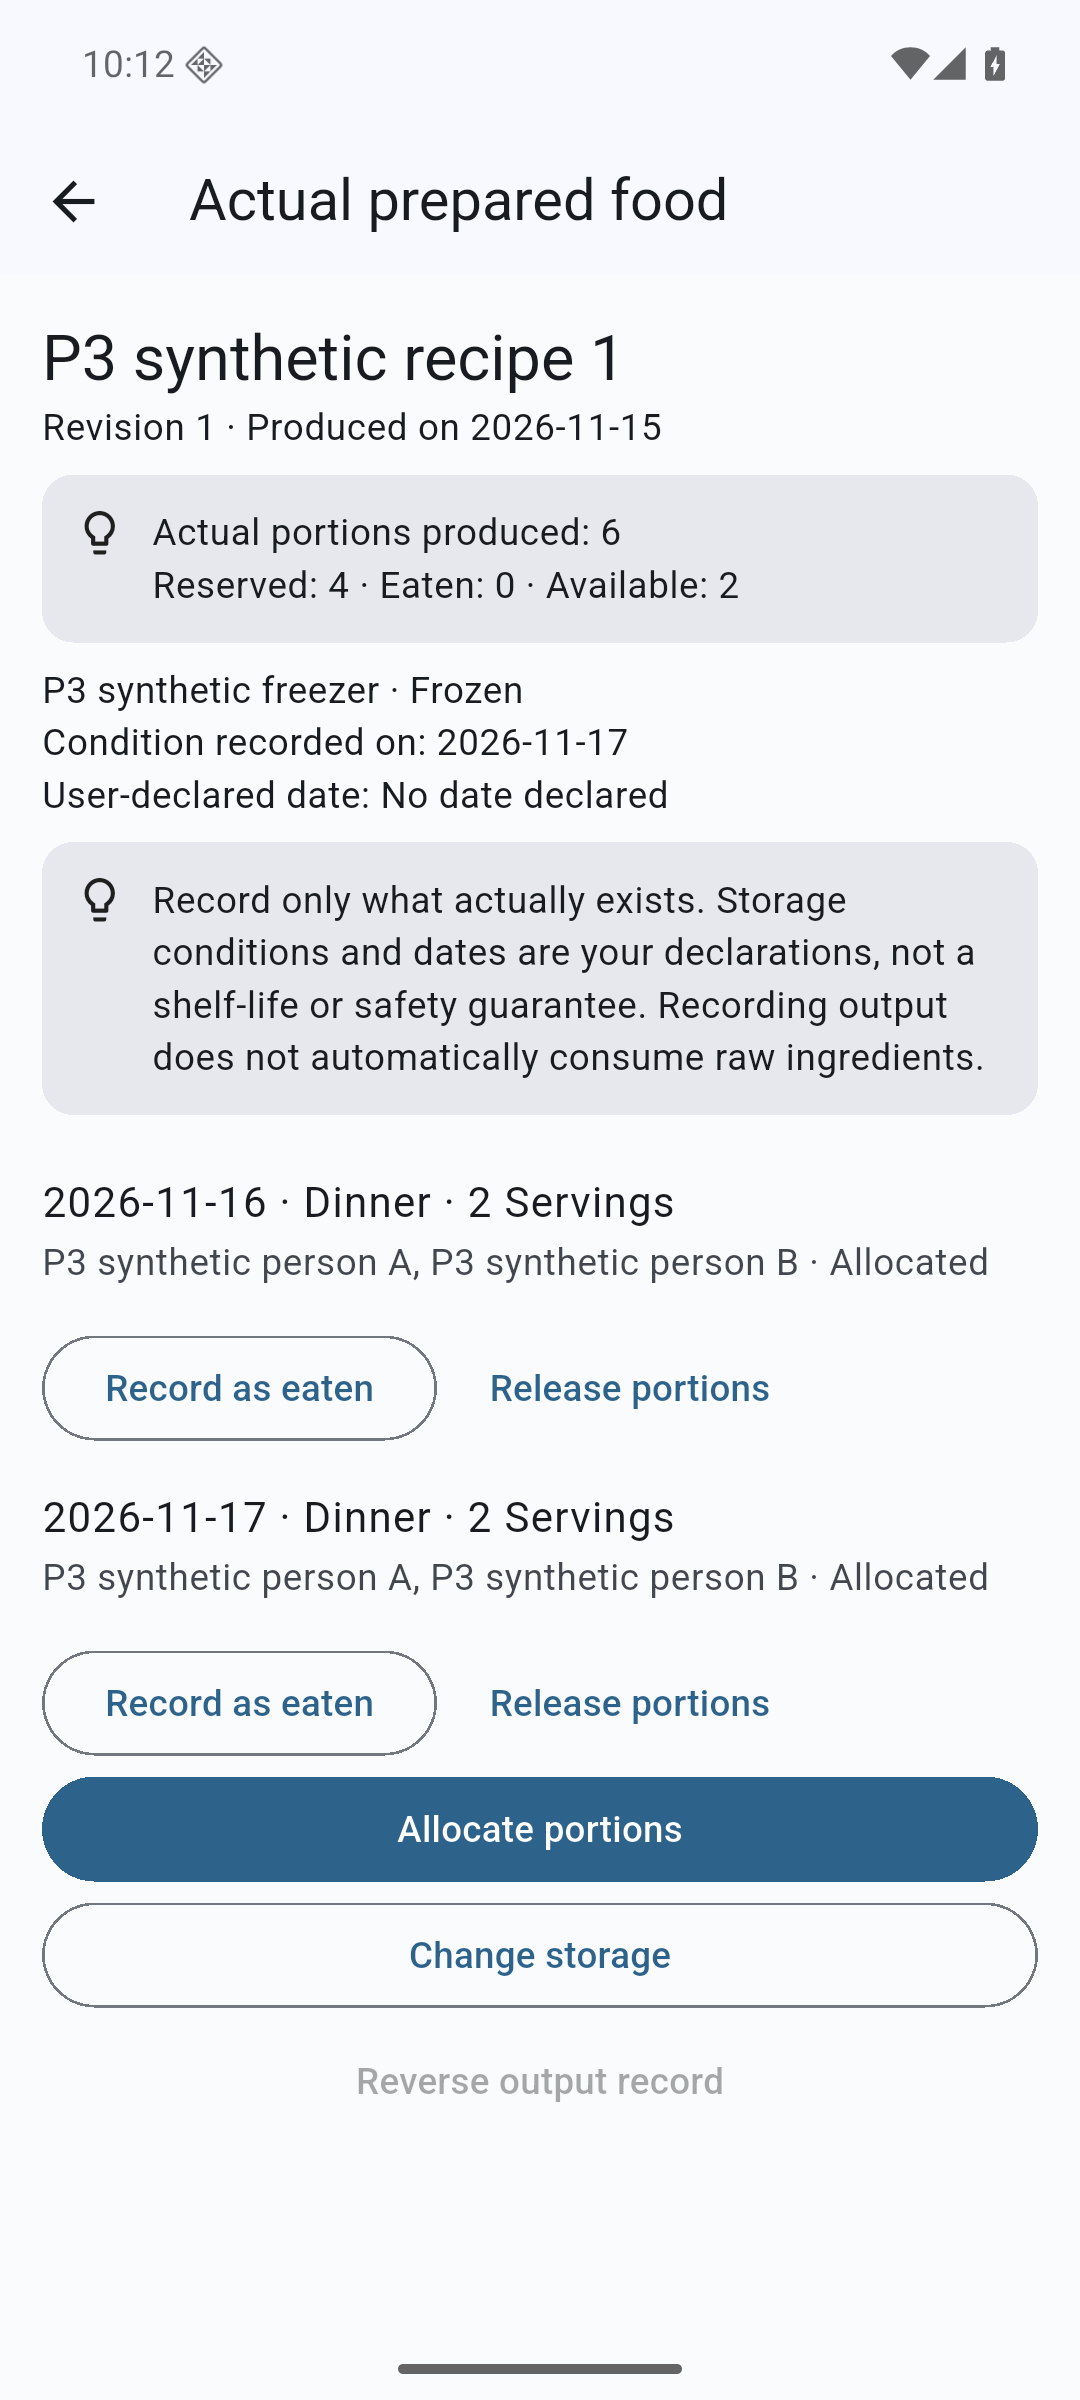 10:12
Actual prepared food
P3 synthetic recipe 1
Revision 1 · Produced on 2026-11-15
Actual portions produced: 6
Reserved: 4 · Eaten: 0 · Available: 2
P3 synthetic freezer · Frozen
Condition recorded on: 2026-11-17
User-declared date: No date declared
Record only what actually exists. Storage
conditions and dates are your declarations, not a
shelf-life or safety guarantee. Recording output
does not automatically consume raw ingredients.
2026-11-16 · Dinner · 2 Servings
P3 synthetic person A, P3 synthetic person B · Allocated
Record as eaten Release portions
2026-11-17 · Dinner · 2 Servings
P3 synthetic person A, P3 synthetic person B · Allocated
Record as eaten Release portions
Allocate portions
Change storage
Reverse output record